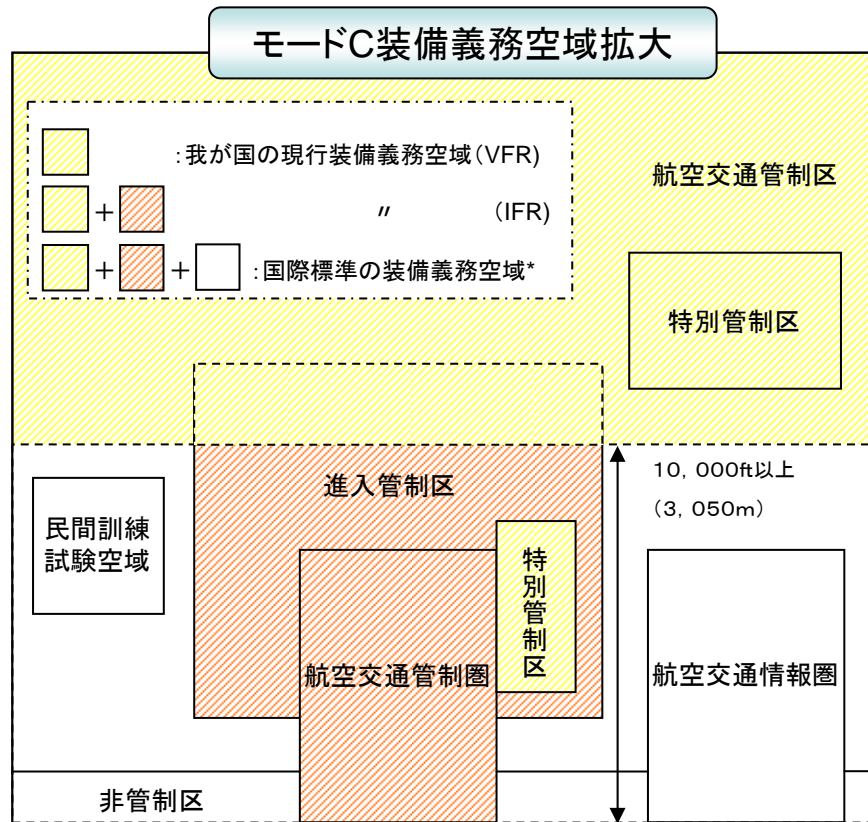 モードC装備義務空域拡大
:我が国の現行装備義務空域(VFR)
+ 〃 (IFR)
+ + :国際標準の装備義務空域*
航空交通管制区
特別管制区
進入管制区
10,000ft以上
(3,050m)
民間訓練
試験空域
特別管制区
航空交通管制圏
航空交通情報圏
非管制区